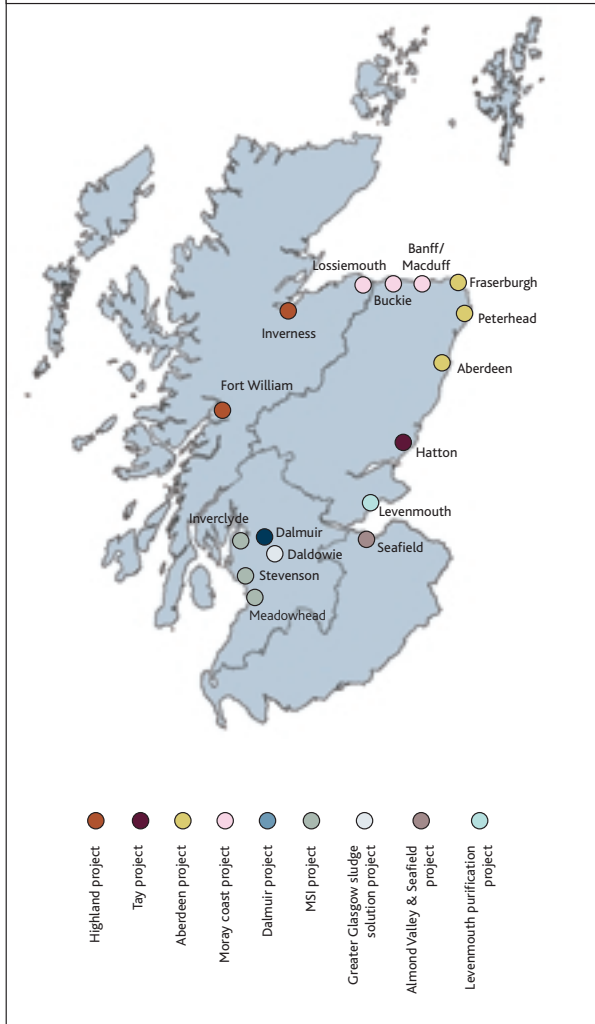 Banff/
Macduff
Lossiemouth
Fraserburgh
Buckie
Peterhead
Inverness
Aberdeen
Fort William
Hatton
Levenmouth
Inverclyde
Dalmuir
Seafield
Daldowie
Stevenson
Meadowhead
Highland project
Tay project
Aberdeen project
Moray coast project
Dalmuir project
MSI project
Greater Glasgow sludge
solution project
Almond Valley & Seafield
project
Levenmouth purification
project